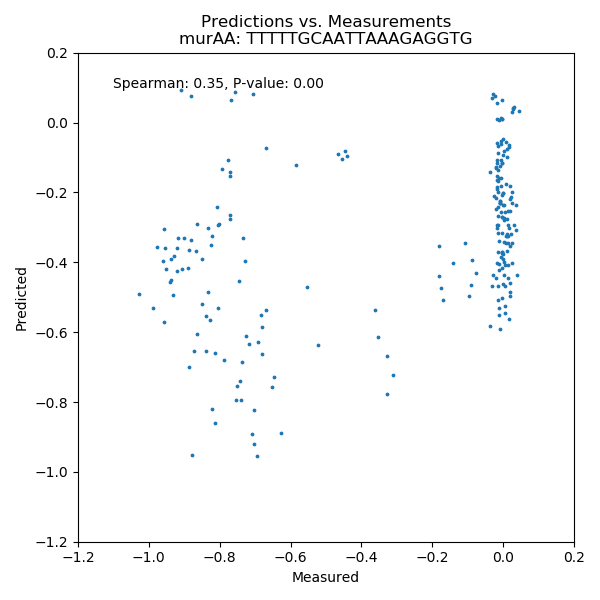 Predictions vs. Measurements
murAA: TTTTTGCAATTAAAGAGGTG
Spearman: 0.35, P-value: 0.00
0.2
0.0
−0.2
−0.4
−0.6
−0.8
−1.0
−1.2
Predicted
−1.2 −1.0 −0.8 −0.6 −0.4 −0.2 0.0 0.2
Measured